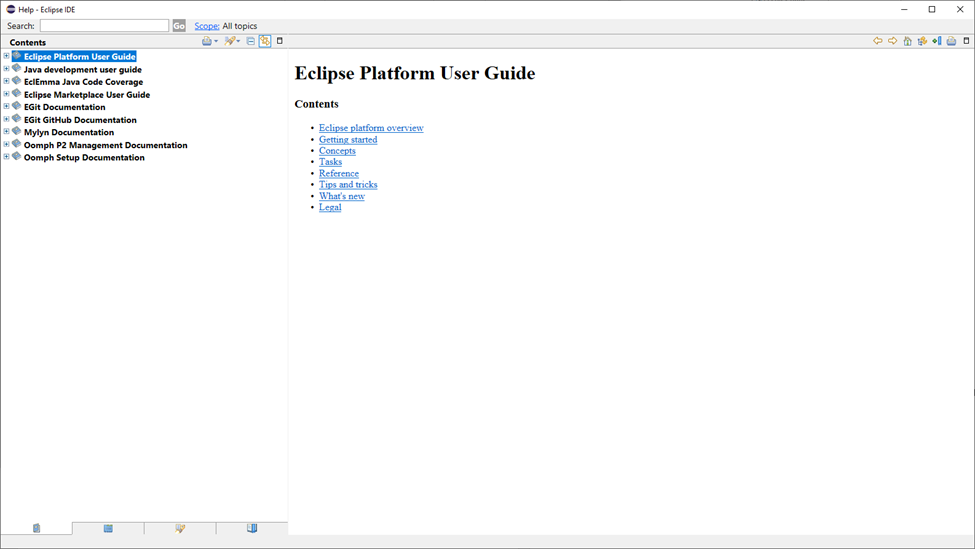 Help - Eclipse IDE
Search: Go Scope: All topics
Contents
Eclipse Platform User Guide
Java development user guide
EclEmma Java Code Coverage
Eclipse Marketplace User Guide
EGit Documentation
EGit GitHub Documentation
Mylyn Documentation
Oomph P2 Management Documentation
Oomph Setup Documentation
Eclipse Platform User Guide
Contents
Eclipse platform overview
Getting started
Concepts
Tasks
Reference
Tips and tricks
What's new
Legal